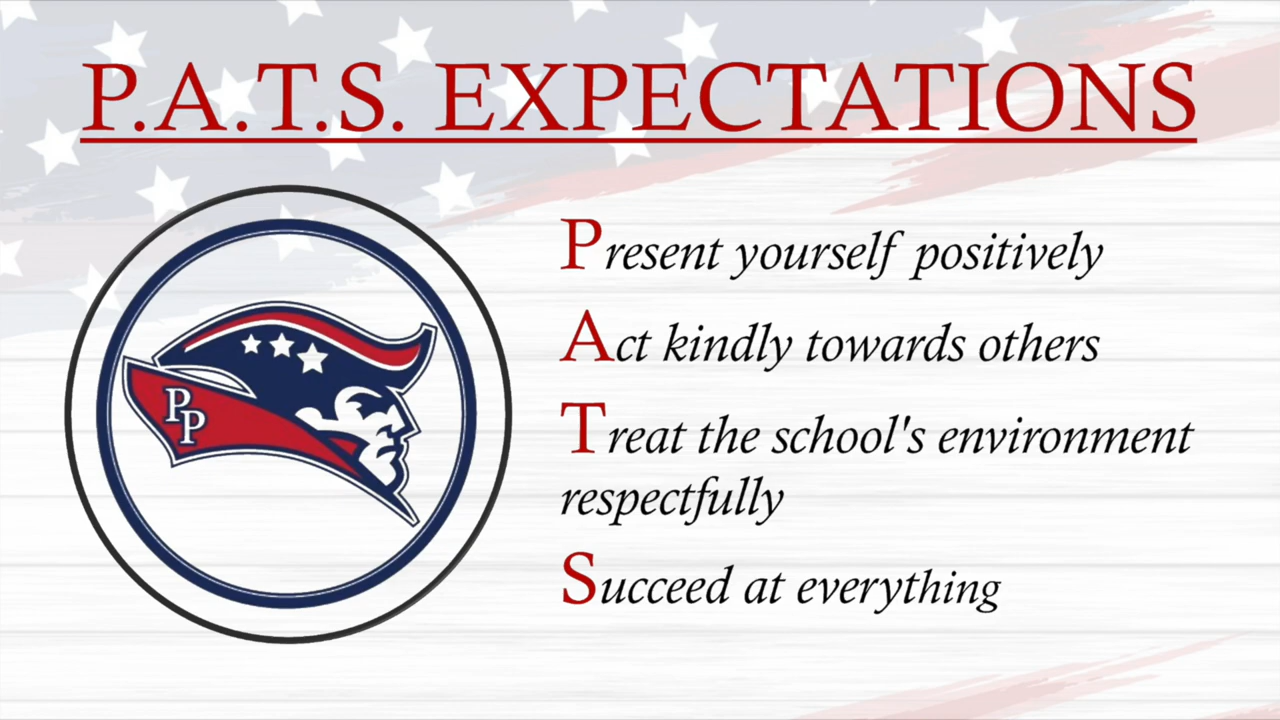 P.A.T.S. EXPECTATIONS
Present yourself positively
Act kindly towards others
Treat the school's environment
respectfully
Succeed at everything
PP